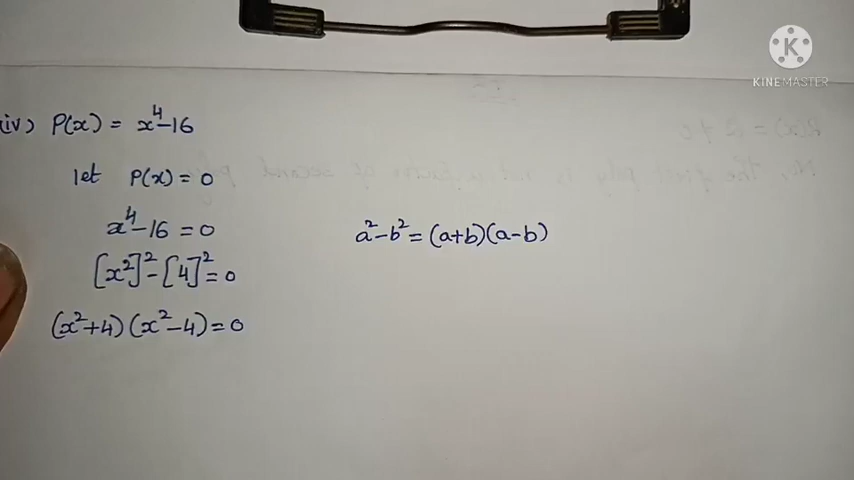 K
KINEMASTER
iv) P(x) = x⁴-16
let P(x) = 0
x⁴-16 = 0
a²-b² = (a+b)(a-b)
[x²]²-[4]² = 0
(x²+4)(x²-4) = 0